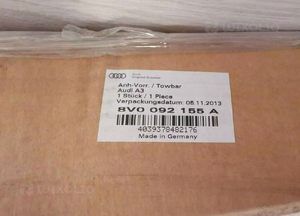 Audi
Anh-Vorr. / Towbar
Audi A3
1 Stück / 1 Piece
Verpackungsdatum: 05.11.2013
8V0 092 155 A
4039378482176
Made in Germany